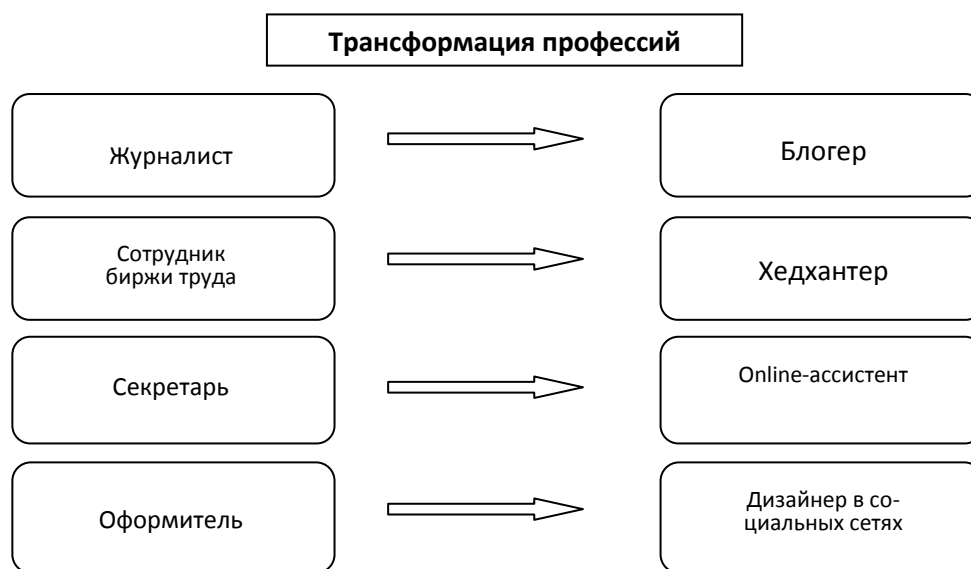 Трансформация профессий
Журналист
Блогер
Сотрудник
биржи труда
Хедхантер
Секретарь
Online-ассистент
Оформитель
Дизайнер в со-
циальных сетях